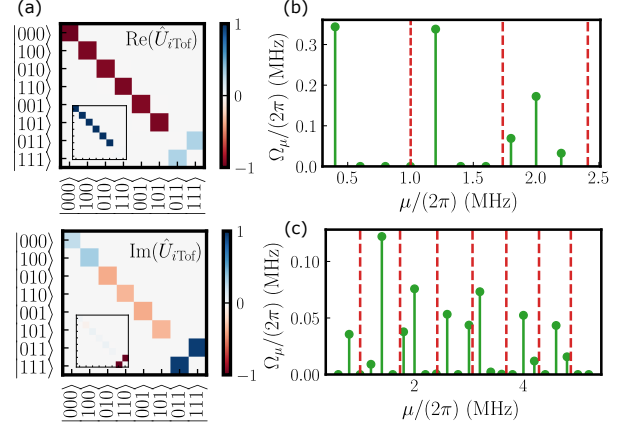 (a)
|000⟩
|100⟩
|010⟩
|110⟩
|001⟩
|101⟩
|011⟩
|111⟩
Re(Û_iTof)
1
0
−1
|000⟩ |100⟩ |010⟩ |110⟩ |001⟩ |101⟩ |011⟩ |111⟩
|000⟩
|100⟩
|010⟩
|110⟩
|001⟩
|101⟩
|011⟩
|111⟩
Im(Û_iTof)
1
0
−1
|000⟩ |100⟩ |010⟩ |110⟩ |001⟩ |101⟩ |011⟩ |111⟩
(b)
Ω_μ/(2π) (MHz)
0.3
0.2
0.1
0.0
0.5 1.0 1.5 2.0 2.5
μ/(2π) (MHz)
(c)
Ω_μ/(2π) (MHz)
0.10
0.05
0.00
2 4
μ/(2π) (MHz)